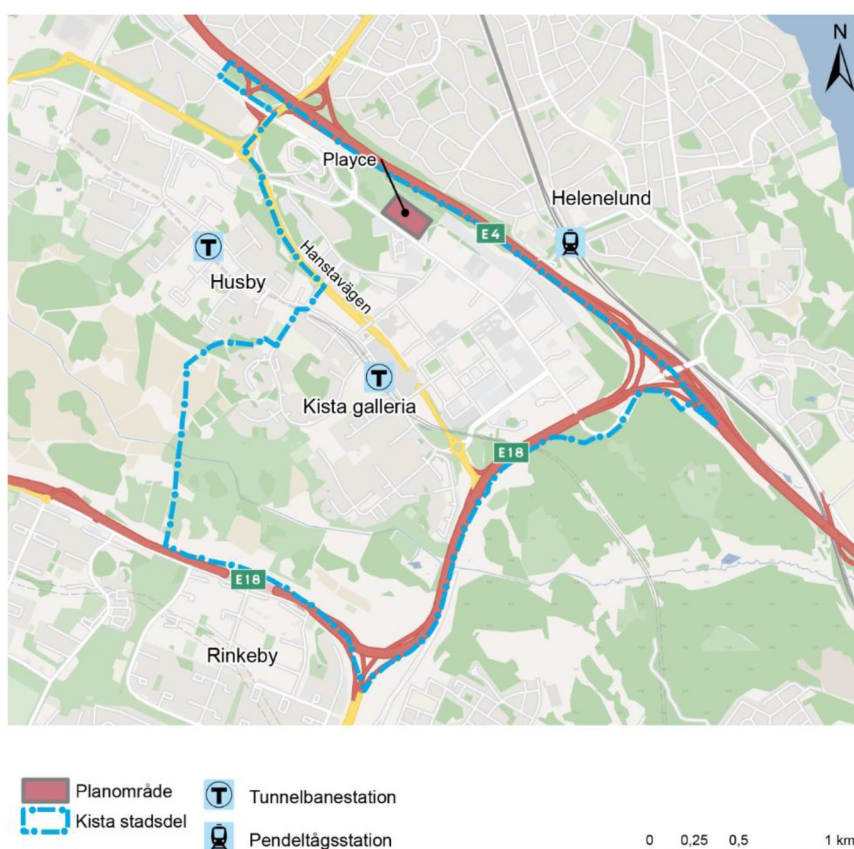 N
Playce
Helenelund
E4
Hanstavägen
Husby
Kista galleria
E18
E18
Rinkeby
Planområde
Kista stadsdel
Tunnelbanestation
Pendeltågsstation
0 0,25 0,5 1 km